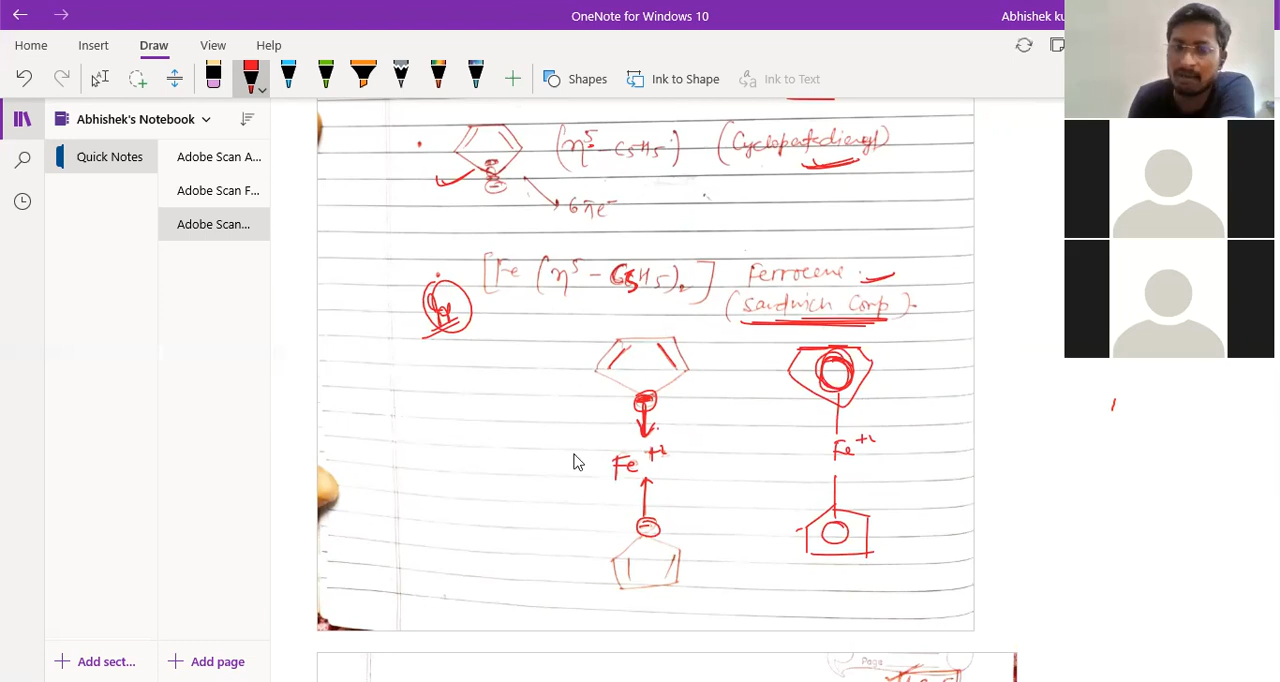 OneNote for Windows 10
Abhishek ku
Home Insert Draw View Help
Shapes Ink to Shape Ink to Text
Abhishek's Notebook
Quick Notes
Adobe Scan A...
Adobe Scan F...
Adobe Scan...
(η⁵ - C5H5) (Cyclopentadienyl)
6πe⁻
[Fe (η⁵ - C5H5)₂] Ferrocene.
(Sandwich Comp).
Fe⁺² Fe⁺²
Add sect... Add page
Page